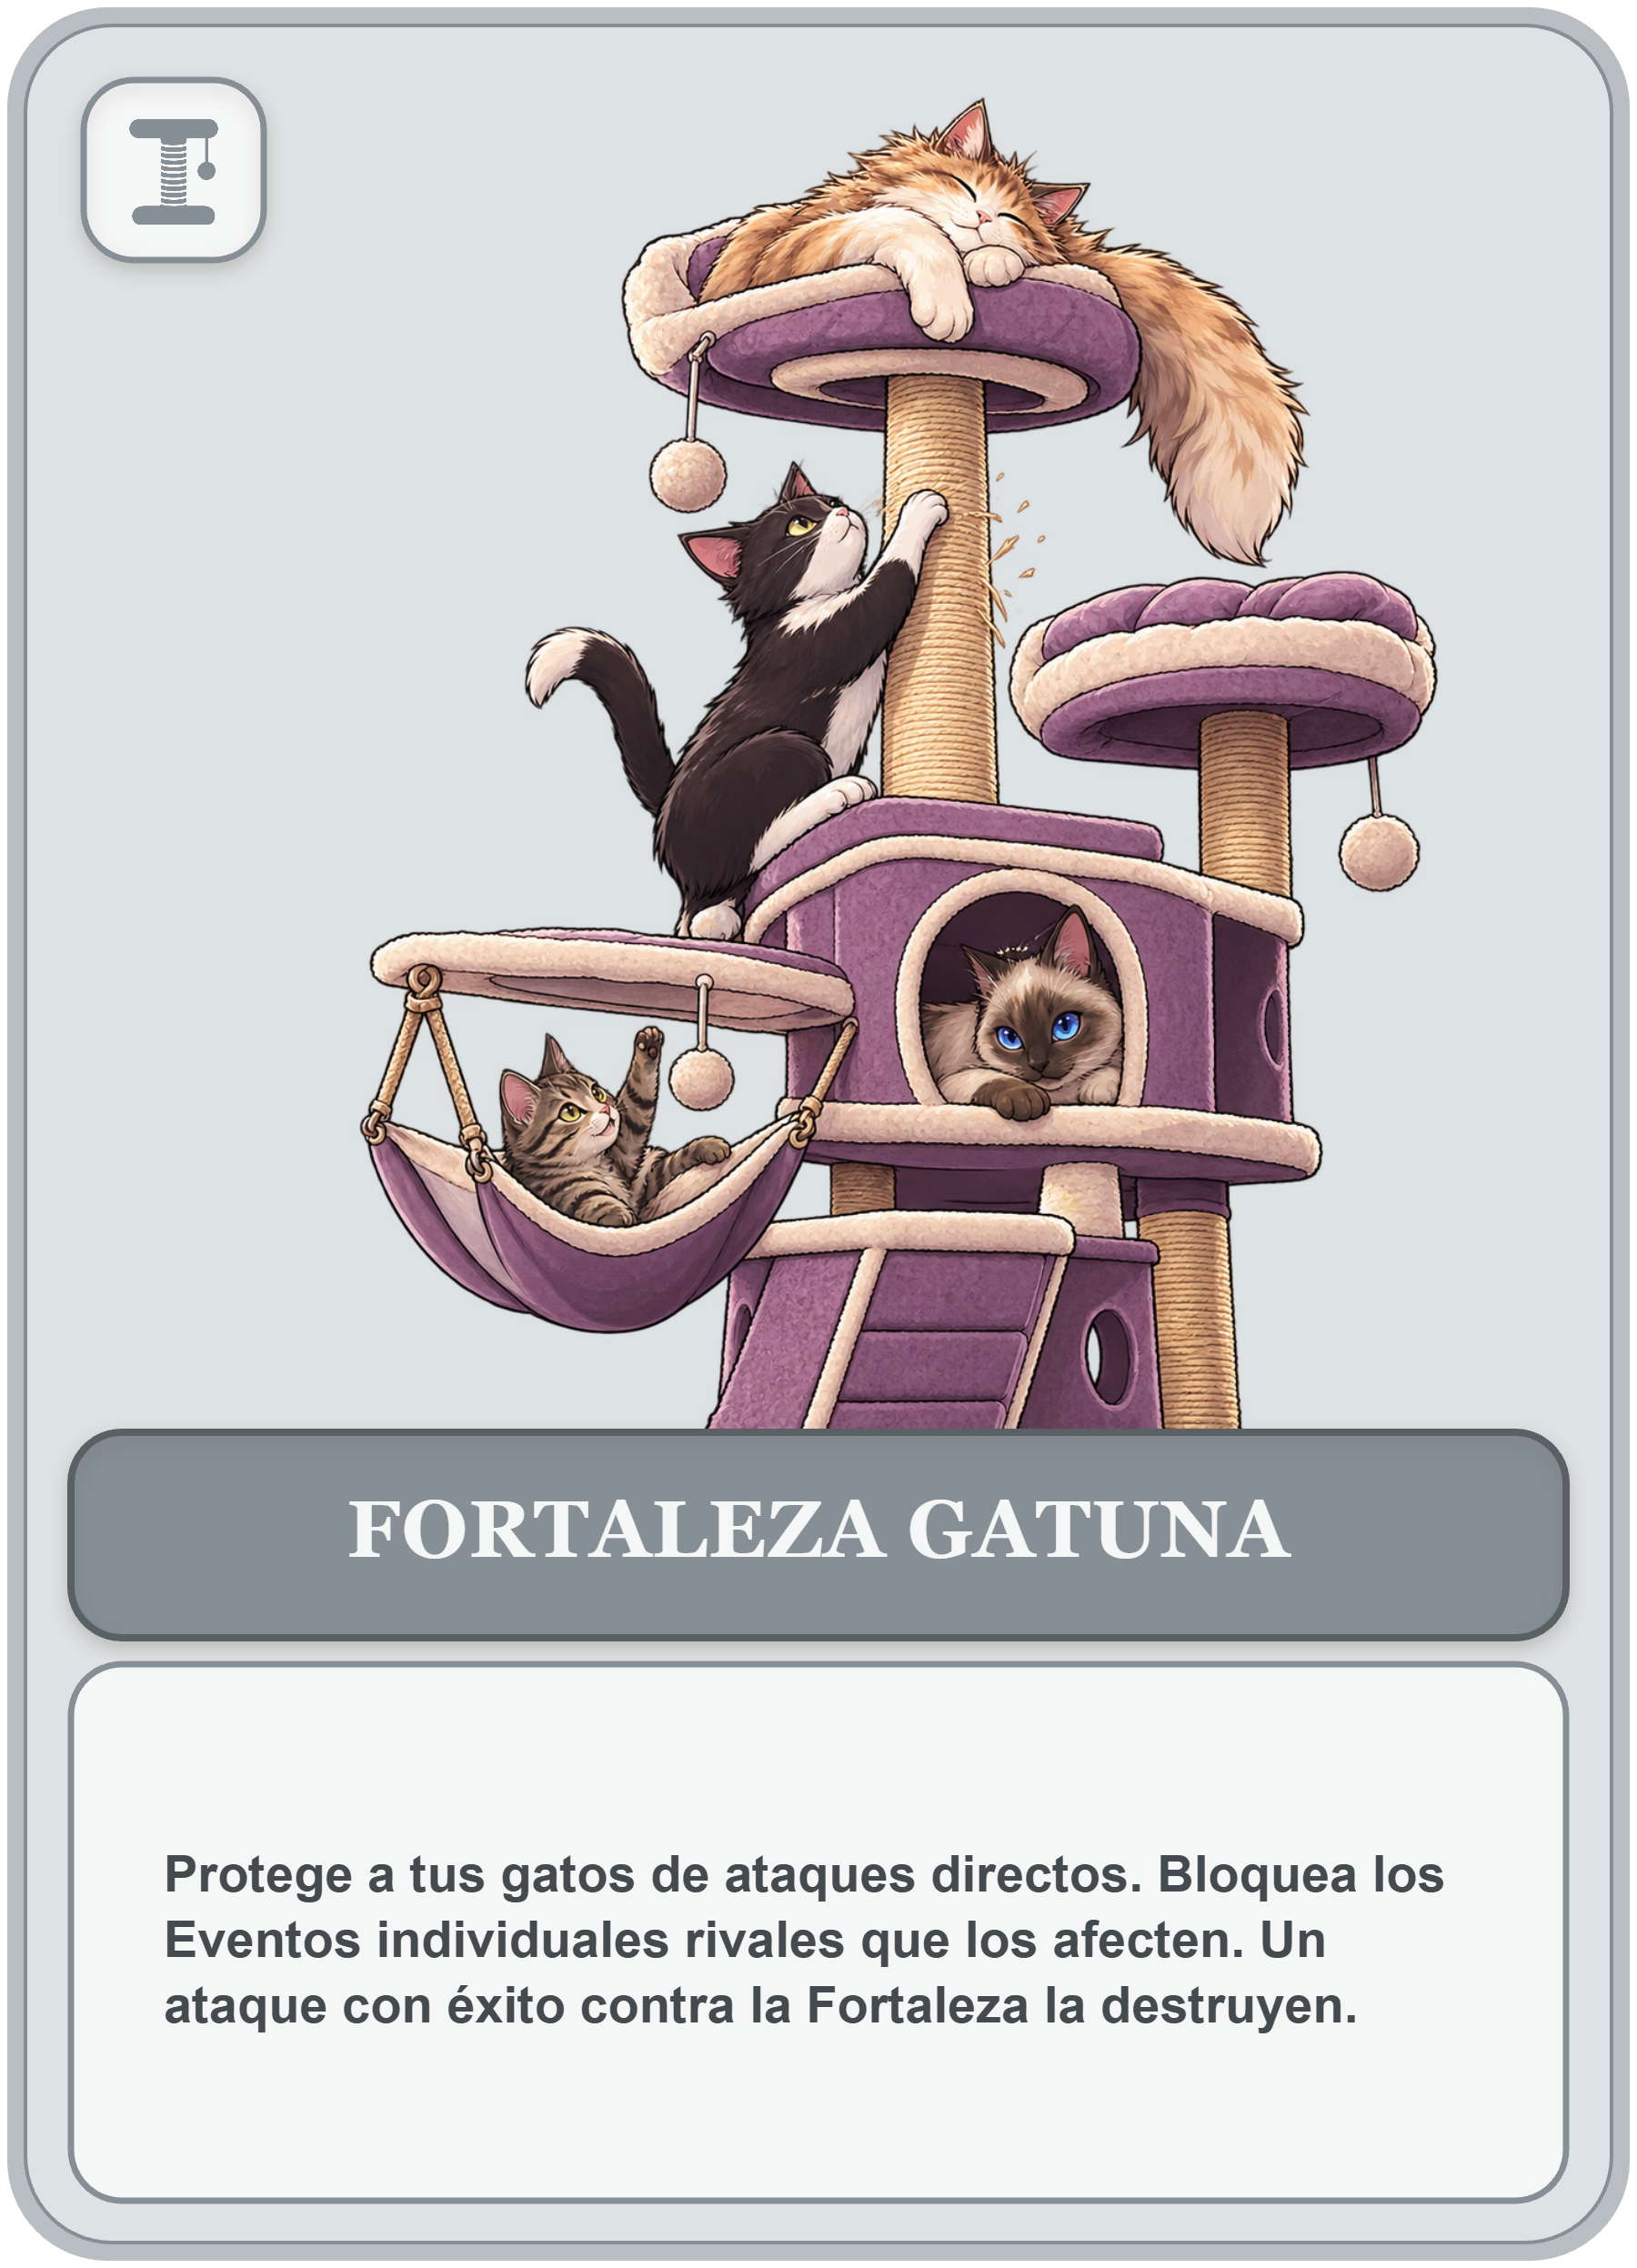 FORTALEZA GATUNA
Protege a tus gatos de ataques directos. Bloquea los
Eventos individuales rivales que los afecten. Un
ataque con éxito contra la Fortaleza la destruyen.